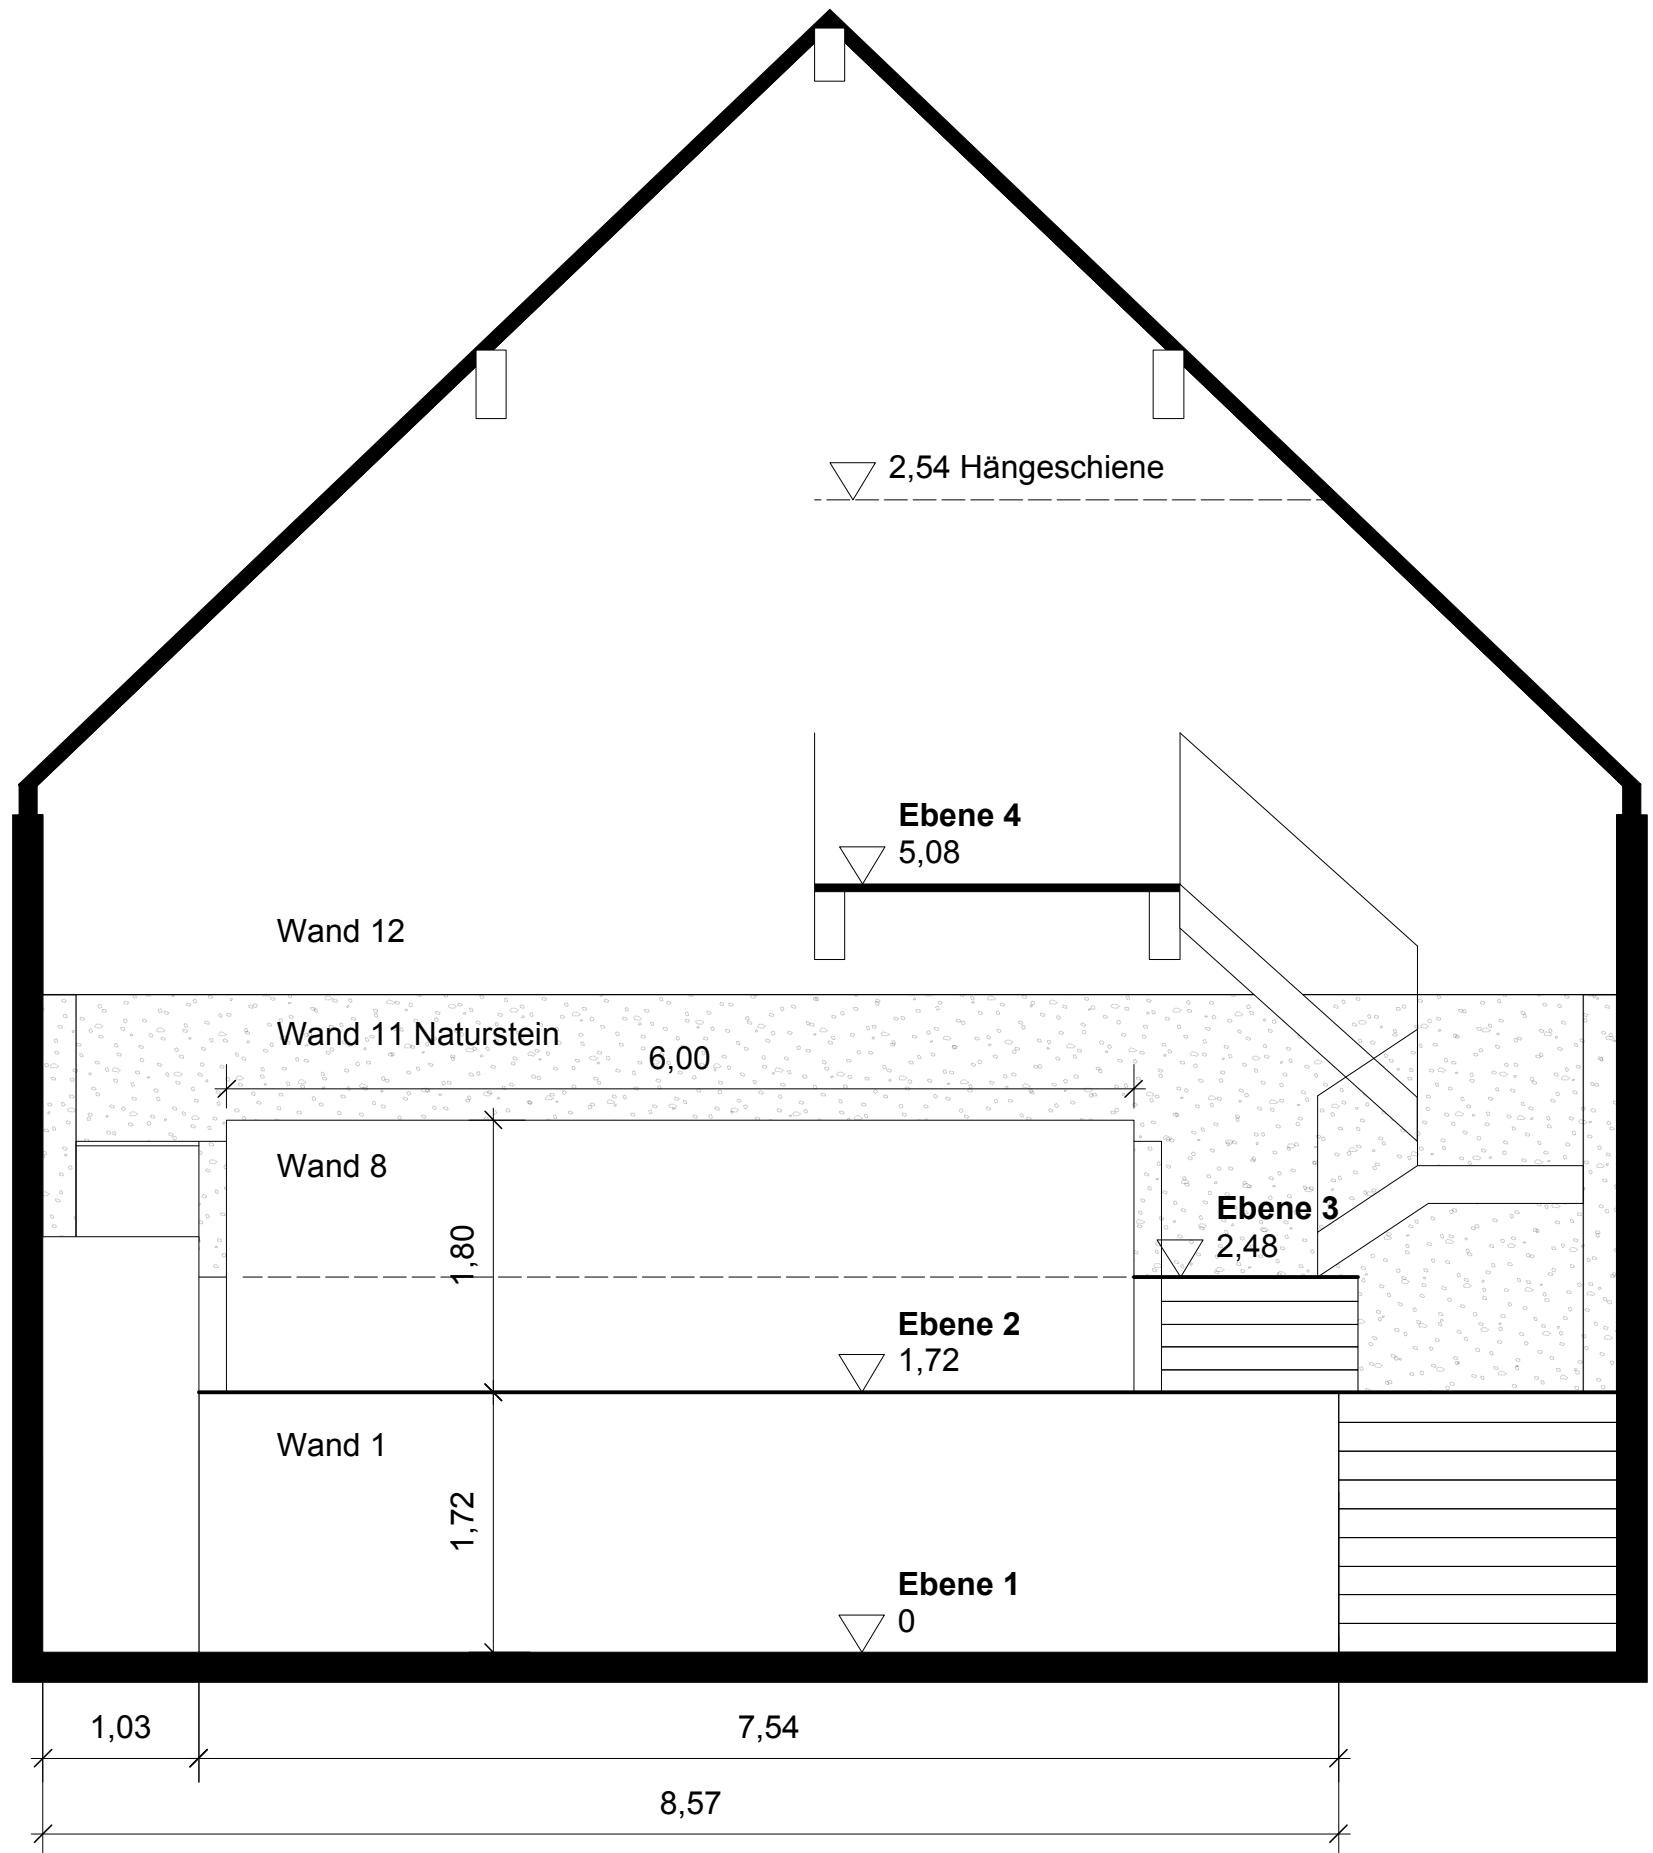 2,54 Hängeschiene
Ebene 4
5,08
Wand 12
Wand 11 Naturstein
6,00
Wand 8
1,80
Ebene 3
2,48
Ebene 2
1,72
Wand 1
1,72
Ebene 1
0
1,03
7,54
8,57